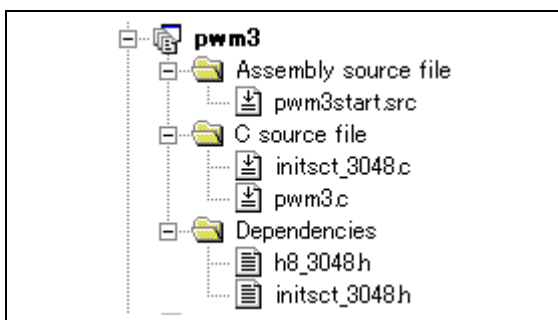 pwm3
Assembly source file
pwm3start.src
C source file
initsct_3048.c
pwm3.c
Dependencies
h8_3048.h
initsct_3048.h